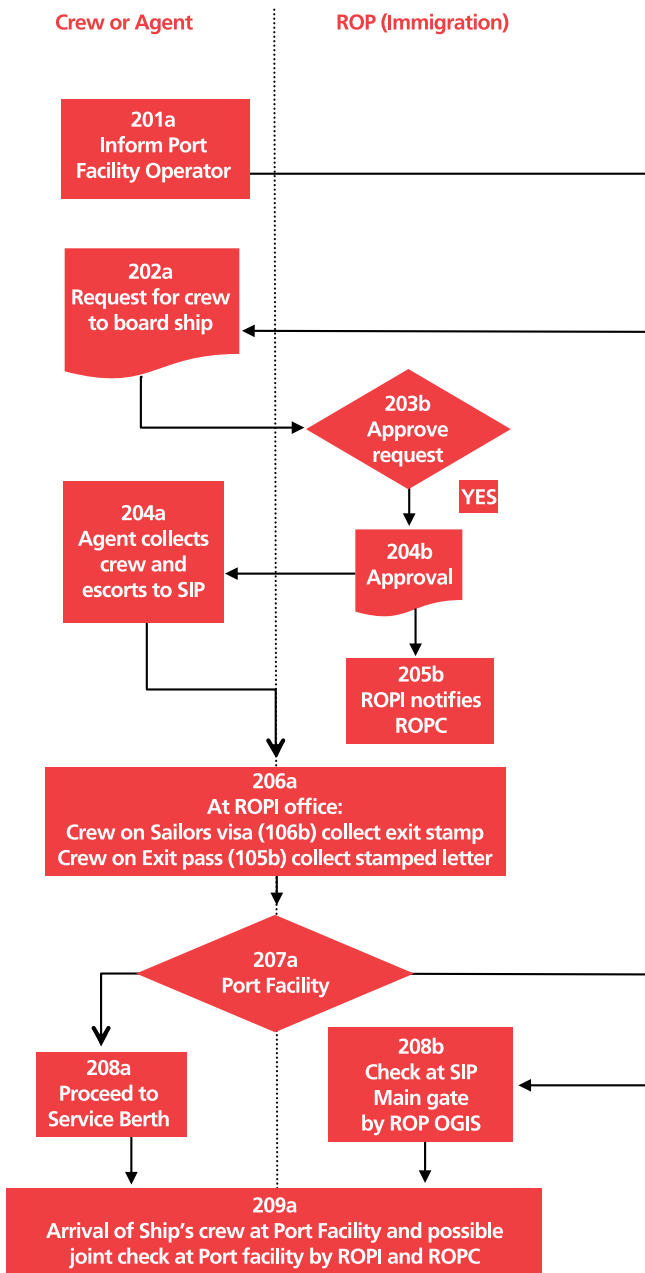 Crew or Agent
ROP (Immigration)
201a
Inform Port
Facility Operator
202a
Request for crew
to board ship
203b
Approve
request
YES
204a
Agent collects
crew and
escorts to SIP
204b
Approval
205b
ROPI notifies
ROPC
206a
At ROPI office:
Crew on Sailors visa (106b) collect exit stamp
Crew on Exit pass (105b) collect stamped letter
207a
Port Facility
208a
Proceed to
Service Berth
208b
Check at SIP
Main gate
by ROP OGIS
209a
Arrival of Ship's crew at Port Facility and possible
joint check at Port facility by ROPI and ROPC